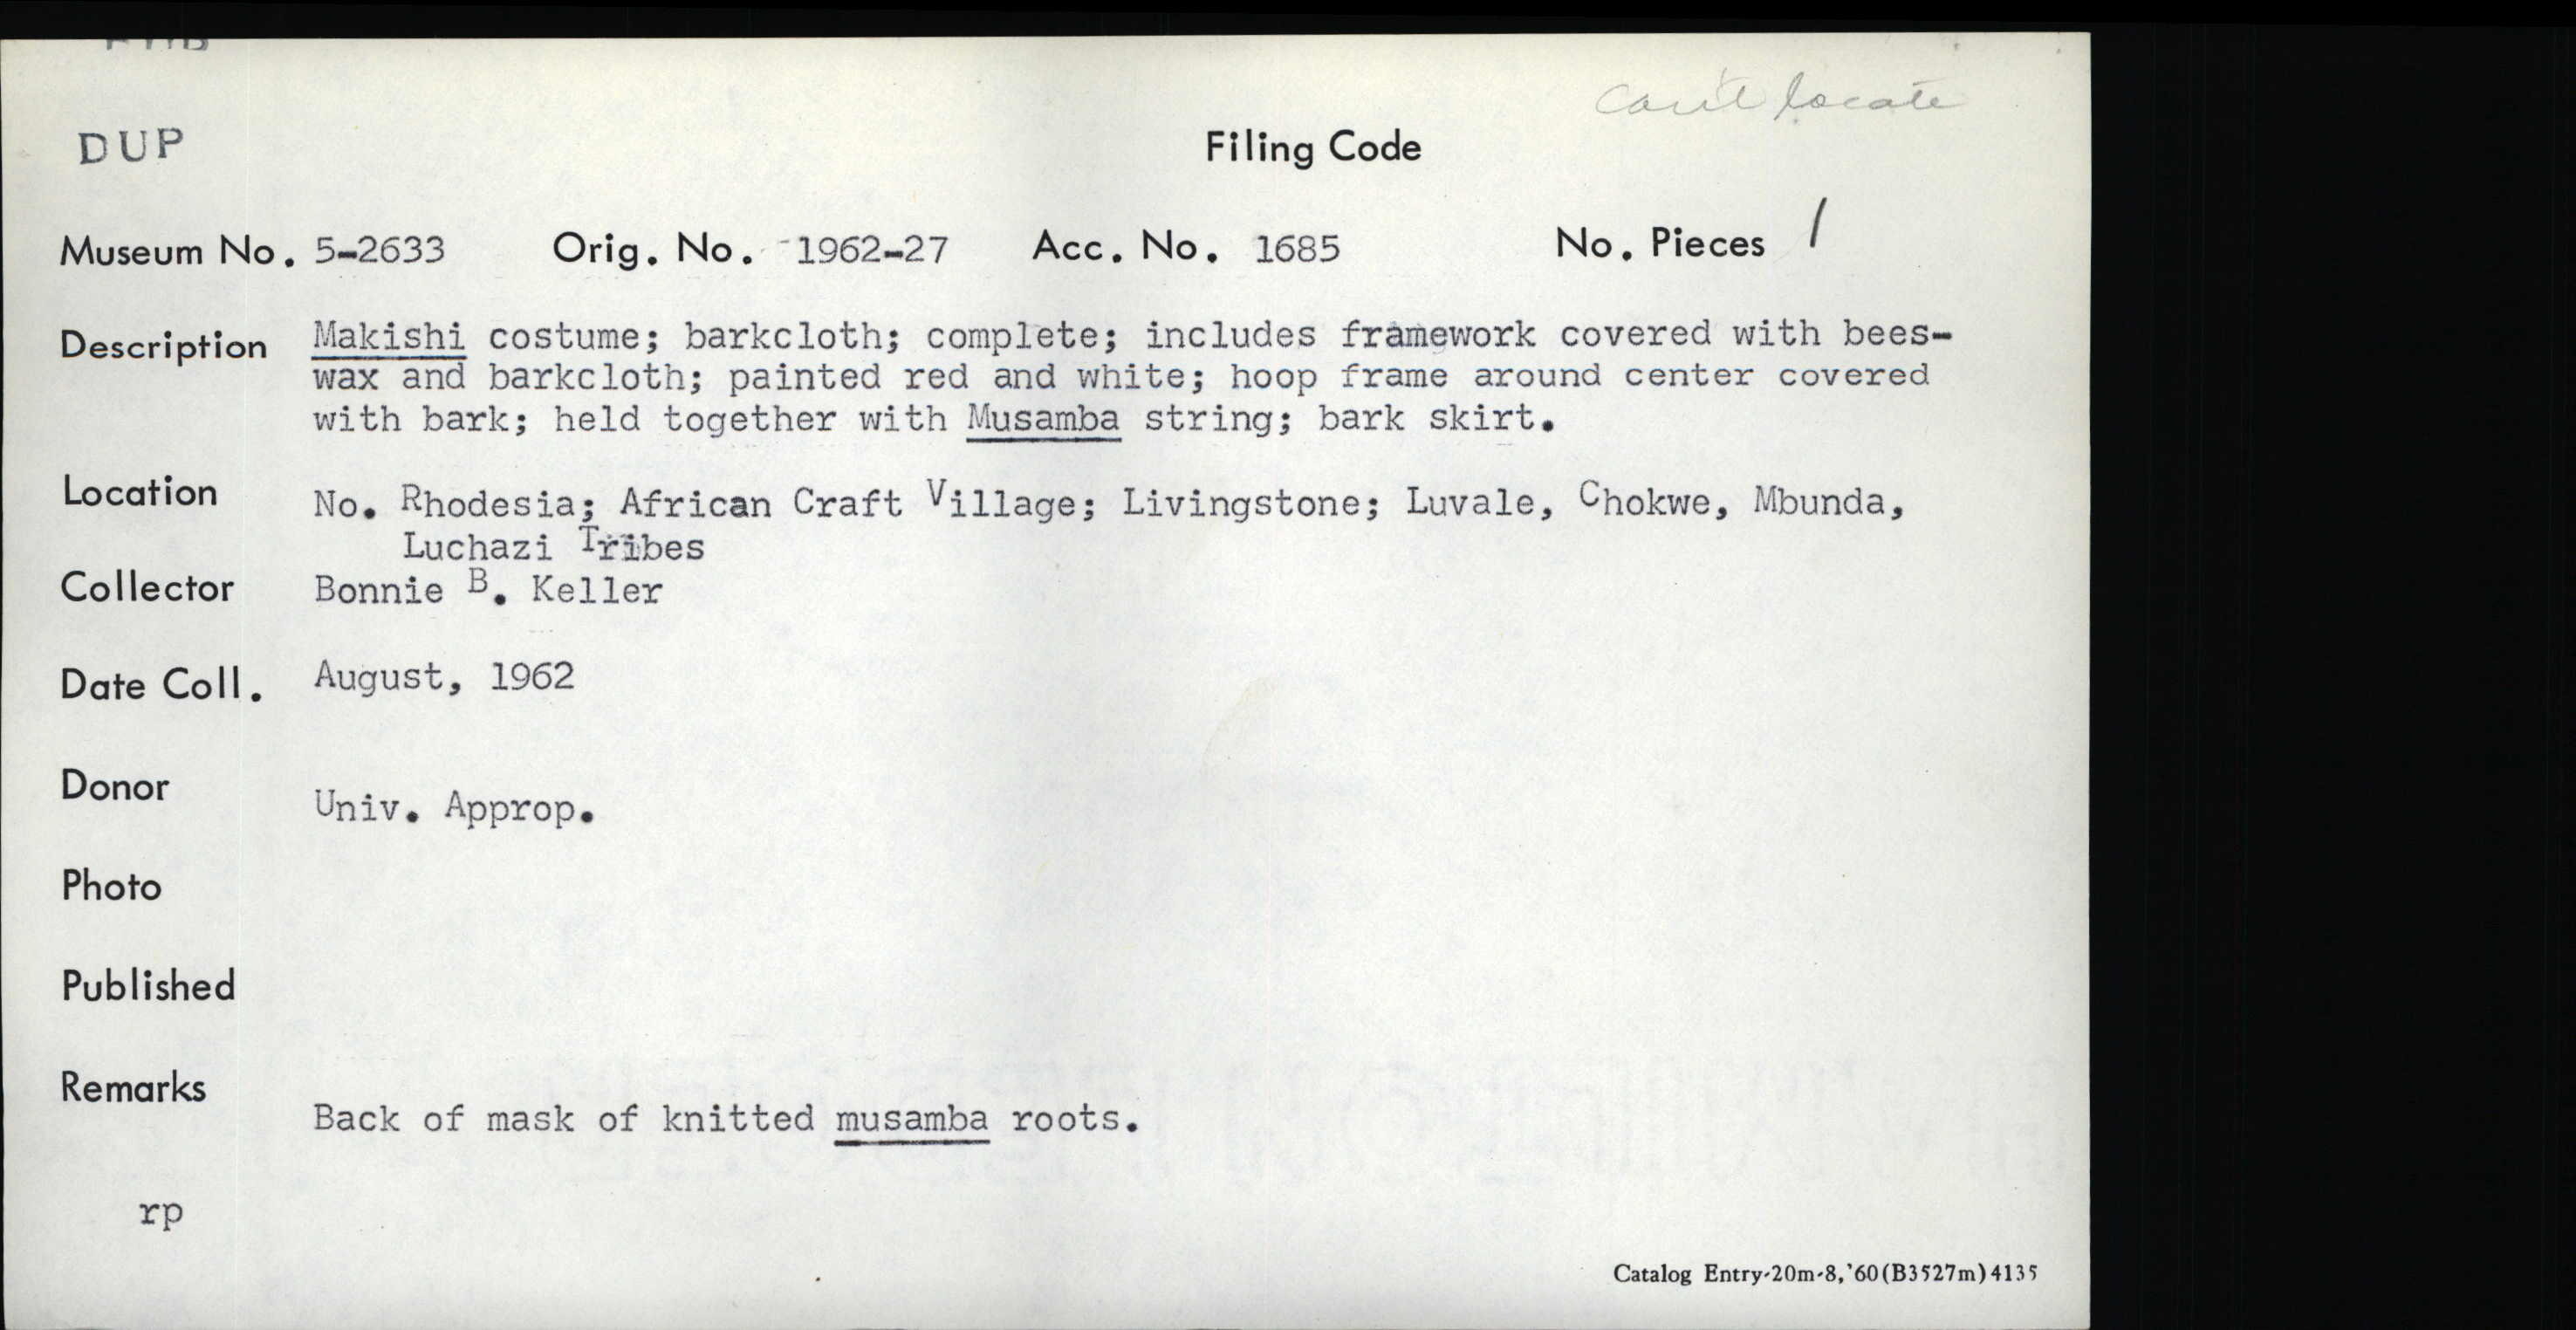 can't locate
DUP
Filing Code
Museum No. 5-2633 Orig. No. -1962-27 Acc. No. 1685 No. Pieces 1
Description Makishi costume; barkcloth; complete; includes framework covered with bees-
wax and barkcloth; painted red and white; hoop frame around center covered
with bark; held together with Musamba string; bark skirt.
Location No. Rhodesia; African Craft Village; Livingstone; Luvale, Chokwe, Mbunda,
Luchazi Tribes
Collector Bonnie B. Keller
Date Coll. August, 1962
Donor Univ. Approp.
Photo
Published
Remarks
Back of mask of knitted musamba roots.
rp
Catalog Entry-20m-8,'60(B3527m)4135